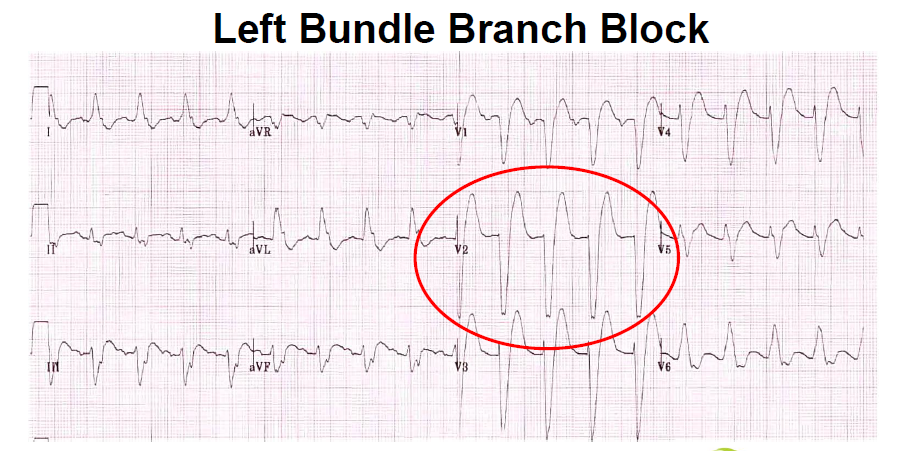 Left Bundle Branch Block
I aVR V1 V4
II aVL V2 V5
III aVF V3 V6